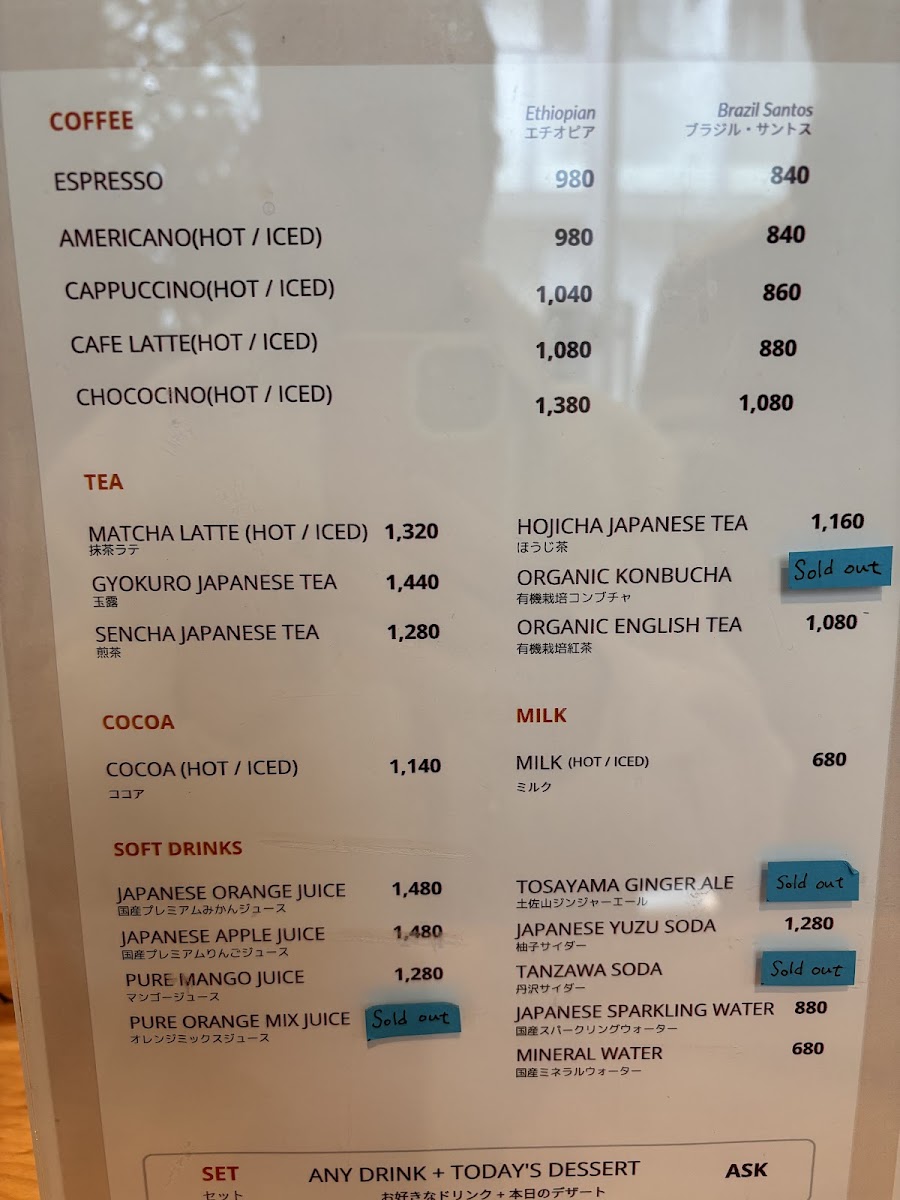 COFFEE Ethiopian Brazil Santos
エチオピア ブラジル・サントス
ESPRESSO 980 840
AMERICANO(HOT / ICED) 980 840
CAPPUCCINO(HOT / ICED) 1,040 860
CAFE LATTE(HOT / ICED) 1,080 880
CHOCOCINO(HOT / ICED) 1,380 1,080
TEA
MATCHA LATTE (HOT / ICED) 1,320
抹茶ラテ
GYOKURO JAPANESE TEA 1,440
玉露
SENCHA JAPANESE TEA 1,280
煎茶
HOJICHA JAPANESE TEA 1,160
ほうじ茶
ORGANIC KONBUCHA Sold out
有機栽培コンブチャ
ORGANIC ENGLISH TEA 1,080
有機栽培紅茶
COCOA
COCOA (HOT / ICED) 1,140
ココア
MILK
MILK (HOT / ICED) 680
ミルク
SOFT DRINKS
JAPANESE ORANGE JUICE 1,480
国産プレミアムみかんジュース
JAPANESE APPLE JUICE 1,480
国産プレミアムりんごジュース
PURE MANGO JUICE 1,280
マンゴージュース
PURE ORANGE MIX JUICE Sold out
オレンジミックスジュース
TOSAYAMA GINGER ALE Sold out
土佐山ジンジャーエール
JAPANESE YUZU SODA 1,280
柚子サイダー
TANZAWA SODA Sold out
丹沢サイダー
JAPANESE SPARKLING WATER 880
国産スパークリングウォーター
MINERAL WATER 680
国産ミネラルウォーター
SET ANY DRINK + TODAY'S DESSERT ASK
セット お好きなドリンク + 本日のデザート